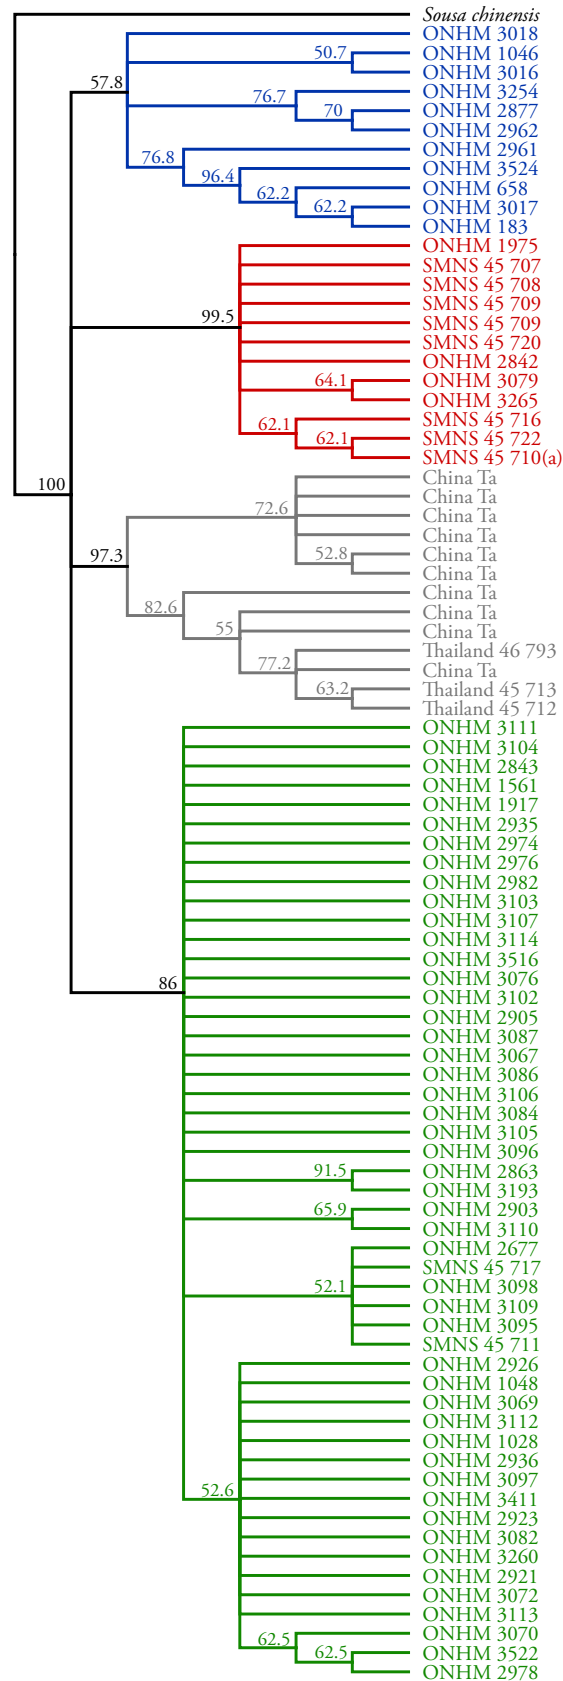 Sousa chinensis
ONHM 3018
50.7 ONHM 1046
ONHM 3016
57.8
76.7 ONHM 3254
70 ONHM 2877
ONHM 2962
76.8 ONHM 2961
96.4 ONHM 3524
62.2 ONHM 658
62.2 ONHM 3017
ONHM 183
ONHM 1975
SMNS 45 707
SMNS 45 708
SMNS 45 709
99.5 SMNS 45 709
SMNS 45 720
ONHM 2842
64.1 ONHM 3079
ONHM 3265
62.1 SMNS 45 716
62.1 SMNS 45 722
SMNS 45 710(a)
100 China Ta
China Ta
72.6 China Ta
China Ta
97.3 52.8 China Ta
China Ta
82.6 China Ta
China Ta
55 China Ta
Thailand 46 793
77.2 China Ta
63.2 Thailand 45 713
Thailand 45 712
ONHM 3111
ONHM 3104
ONHM 2843
ONHM 1561
ONHM 1917
ONHM 2935
ONHM 2974
ONHM 2976
ONHM 2982
ONHM 3103
ONHM 3107
ONHM 3114
ONHM 3516
86 ONHM 3076
ONHM 3102
ONHM 2905
ONHM 3087
ONHM 3067
ONHM 3086
ONHM 3106
ONHM 3084
ONHM 3105
ONHM 3096
91.5 ONHM 2863
ONHM 3193
65.9 ONHM 2903
ONHM 3110
ONHM 2677
SMNS 45 717
52.1 ONHM 3098
ONHM 3109
ONHM 3095
SMNS 45 711
ONHM 2926
ONHM 1048
ONHM 3069
ONHM 3112
ONHM 1028
ONHM 2936
ONHM 3097
52.6 ONHM 3411
ONHM 2923
ONHM 3082
ONHM 3260
ONHM 2921
ONHM 3072
ONHM 3113
62.5 ONHM 3070
62.5 ONHM 3522
ONHM 2978